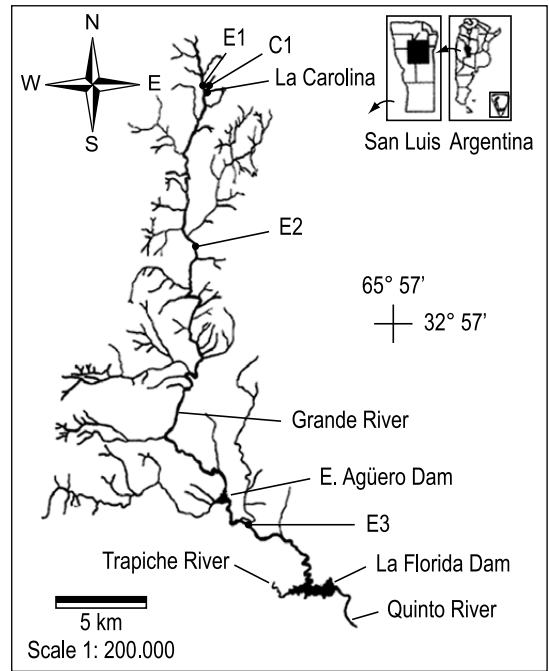 N
W E
S
E1
C1
La Carolina
San Luis Argentina
E2
65° 57'
32° 57'
Grande River
E. Agüero Dam
E3
Trapiche River
La Florida Dam
Quinto River
5 km
Scale 1: 200.000